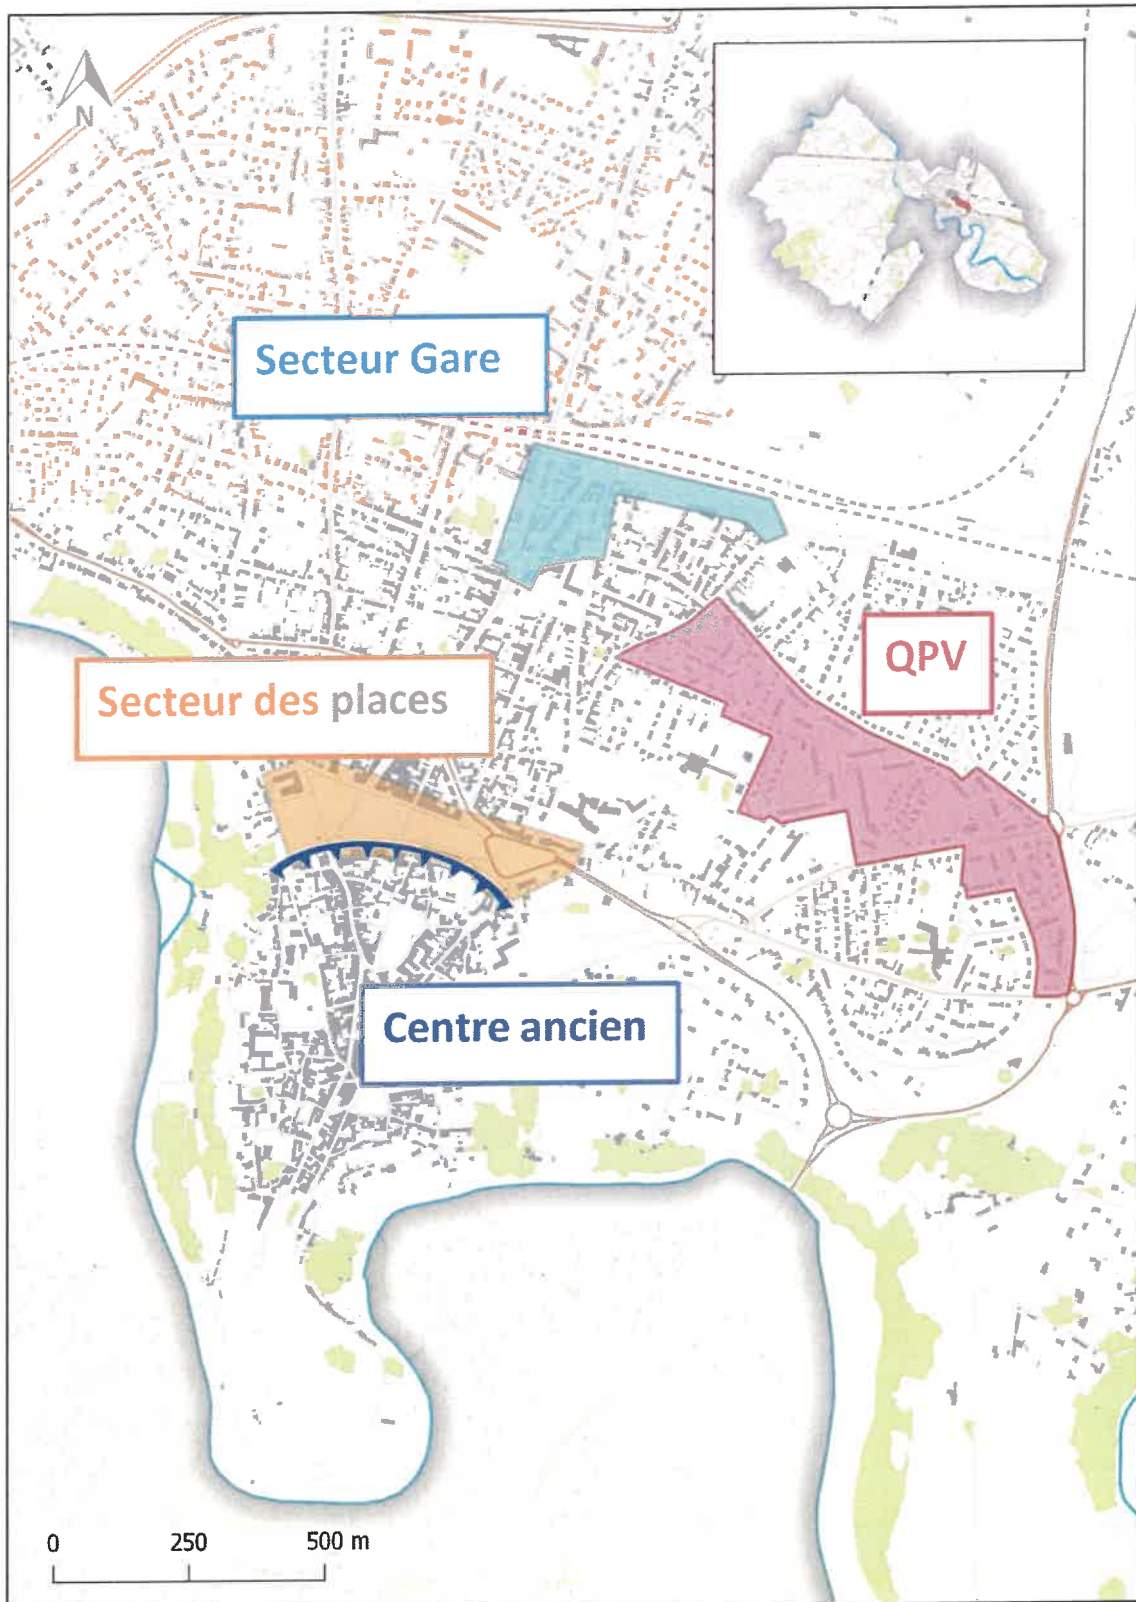 N
Secteur Gare
QPV
Secteur des places
Centre ancien
0 250 500 m